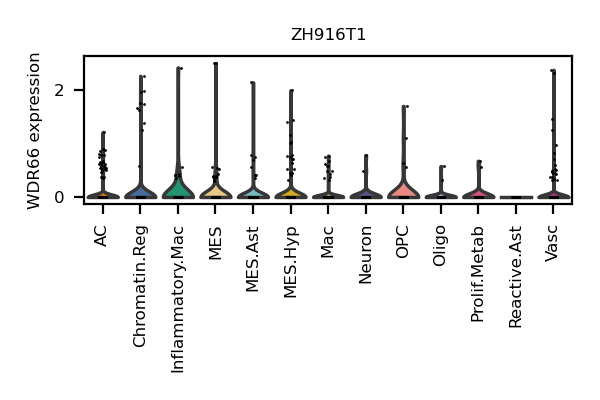 ZH916T1
WDR66 expression
2
0
AC
Chromatin.Reg
Inflammatory.Mac
MES
MES.Ast
MES.Hyp
Mac
Neuron
OPC
Oligo
Prolif.Metab
Reactive.Ast
Vasc